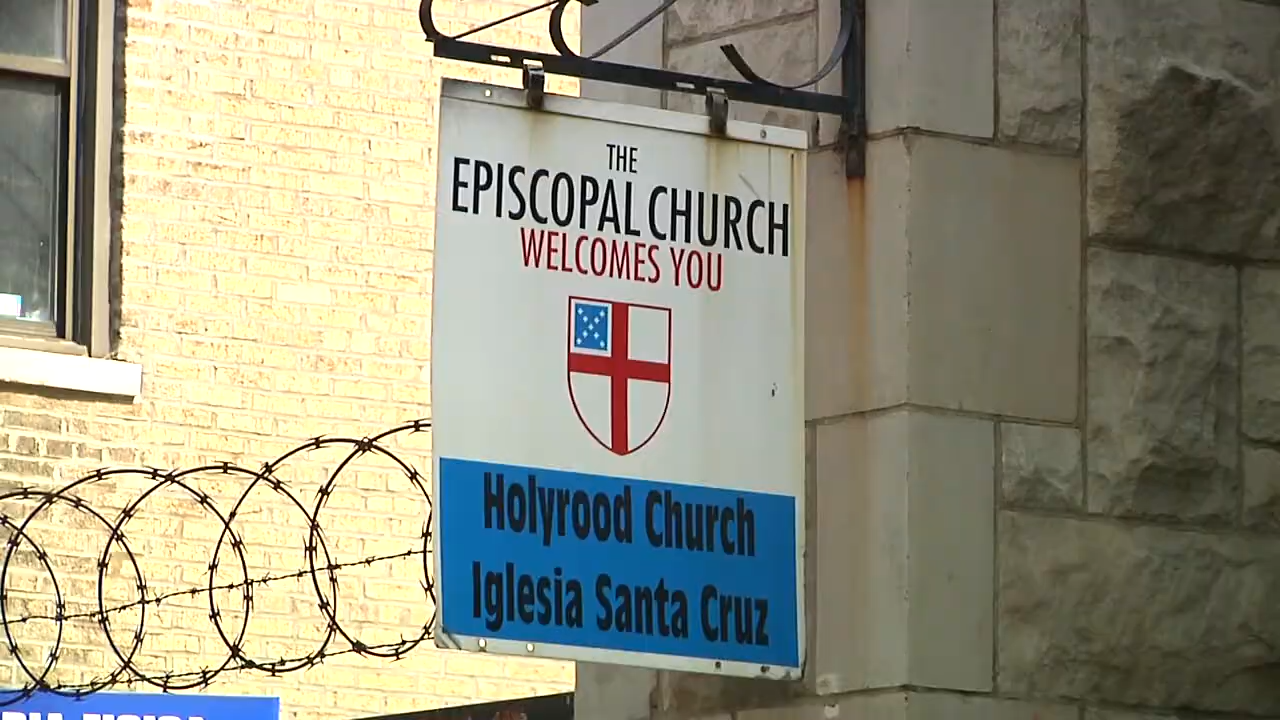 THE
EPISCOPAL CHURCH
WELCOMES YOU
Holyrood Church
Iglesia Santa Cruz